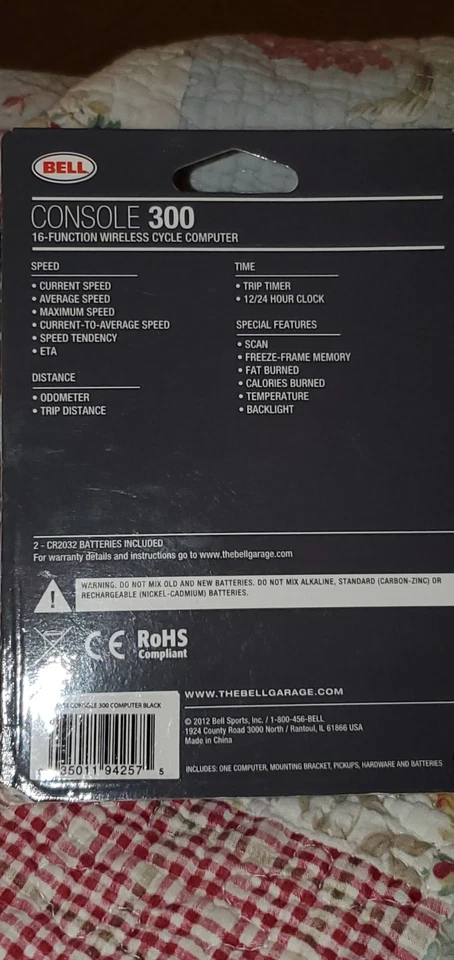 BELL
CONSOLE 300
16-FUNCTION WIRELESS CYCLE COMPUTER
SPEED
• CURRENT SPEED
• AVERAGE SPEED
• MAXIMUM SPEED
• CURRENT-TO-AVERAGE SPEED
• SPEED TENDENCY
• ETA
DISTANCE
• ODOMETER
• TRIP DISTANCE
TIME
• TRIP TIMER
• 12/24 HOUR CLOCK
SPECIAL FEATURES
• SCAN
• FREEZE-FRAME MEMORY
• FAT BURNED
• CALORIES BURNED
• TEMPERATURE
• BACKLIGHT
2 - CR2032 BATTERIES INCLUDED
For warranty details and instructions go to www.thebellgarage.com
WARNING: DO NOT MIX OLD AND NEW BATTERIES. DO NOT MIX ALKALINE, STANDARD (CARBON-ZINC) OR
RECHARGEABLE (NICKEL-CADMIUM) BATTERIES.
CE RoHS
Compliant
CONSOLE 300 COMPUTER BLACK
35011 94257 5
WWW.THEBELLGARAGE.COM
© 2012 Bell Sports, Inc. / 1-800-456-BELL
1924 County Road 3000 North / Rantoul, IL 61866 USA
Made in China
INCLUDES: ONE COMPUTER, MOUNTING BRACKET, PICKUPS, HARDWARE AND BATTERIES